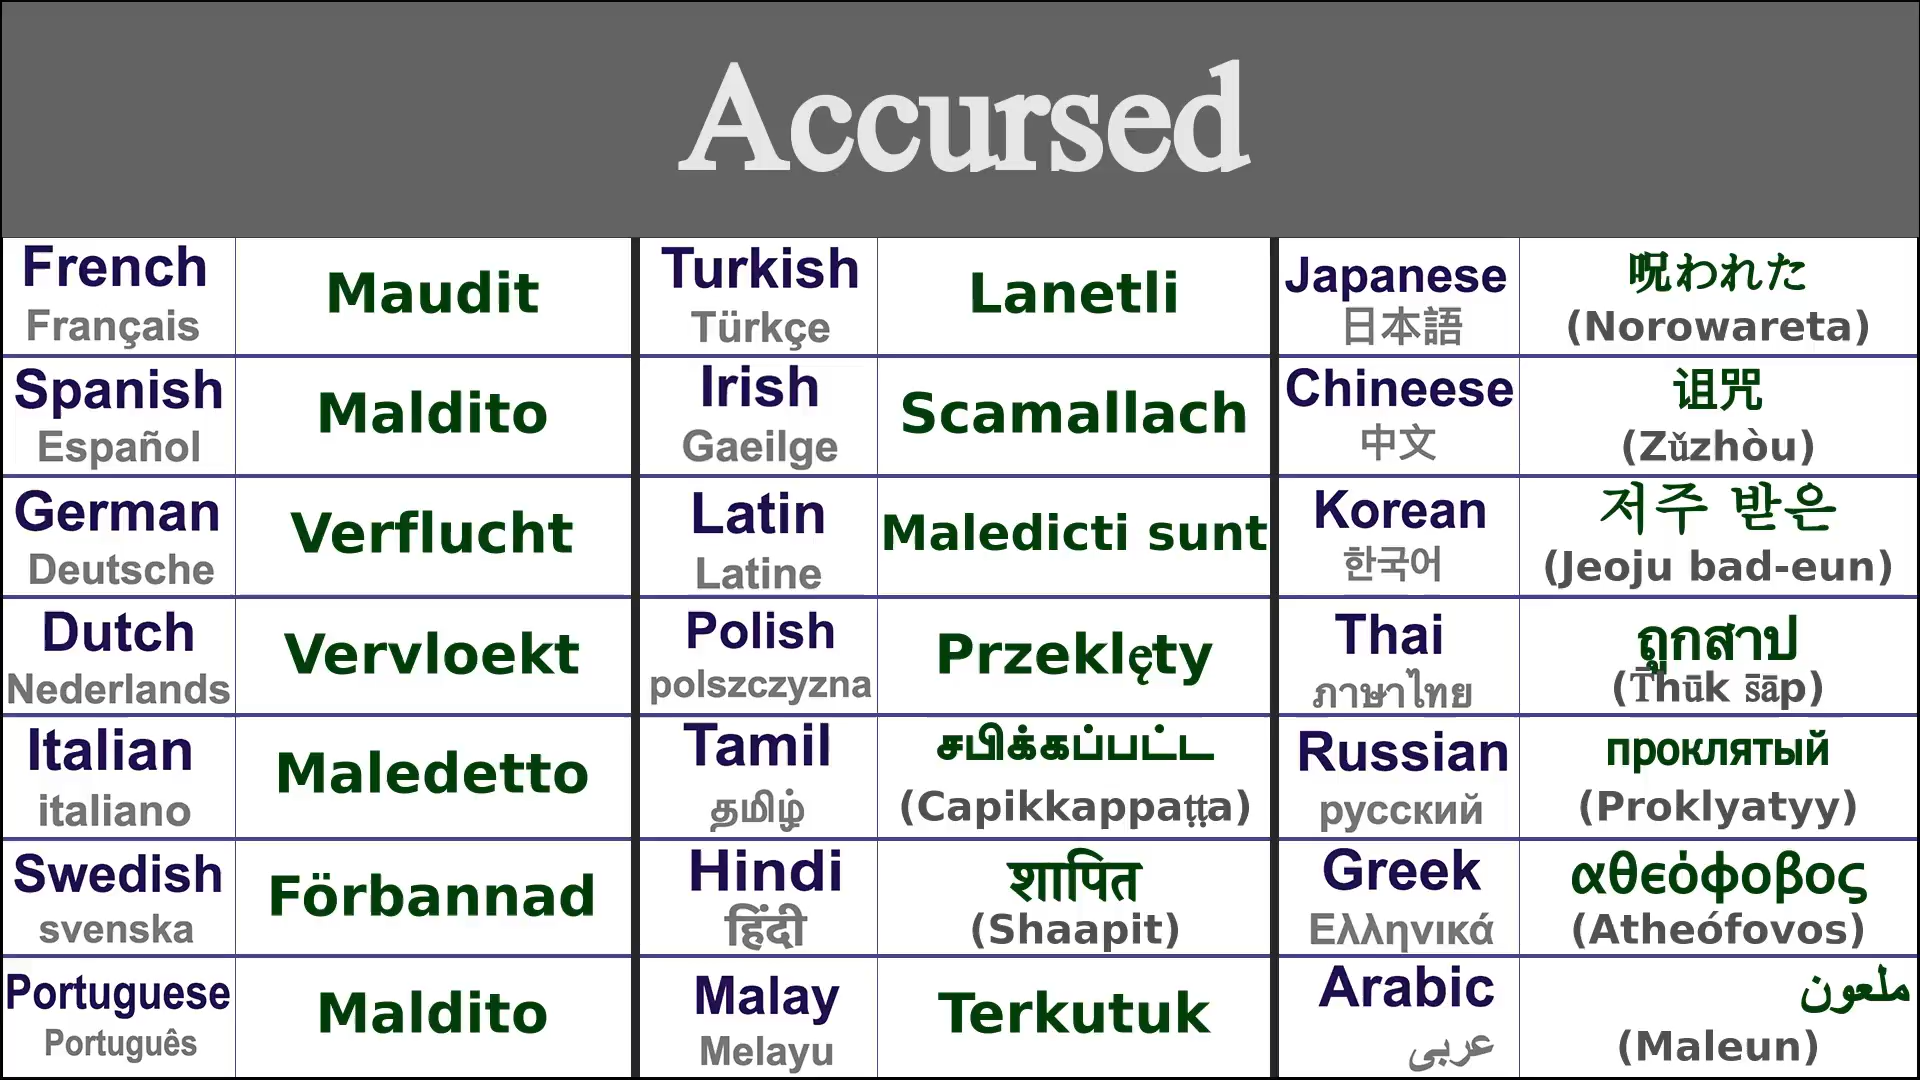 Accursed
French
Français
Maudit
Spanish
Español
Maldito
German
Deutsche
Verflucht
Dutch
Nederlands
Vervloekt
Italian
italiano
Maledetto
Swedish
svenska
Förbannad
Portuguese
Português
Maldito
Turkish
Türkçe
Lanetli
Irish
Gaeilge
Scamallach
Latin
Latine
Maledicti sunt
Polish
polszczyzna
Przeklęty
Tamil
தமிழ்
சபிக்கப்பட்ட
(Capikkappaṭṭa)
Hindi
हिंदी
शापित
(Shaapit)
Malay
Melayu
Terkutuk
Japanese
日本語
呪われた
(Norowareta)
Chineese
中文
诅咒
(Zǔzhòu)
Korean
한국어
저주 받은
(Jeoju bad-eun)
Thai
ภาษาไทย
ถูกสาป
(T̄hūk s̄āp)
Russian
русский
проклятый
(Proklyatyy)
Greek
Ελληνικά
αθεόφοβος
(Atheófovos)
Arabic
عربى
ملعون
(Maleun)